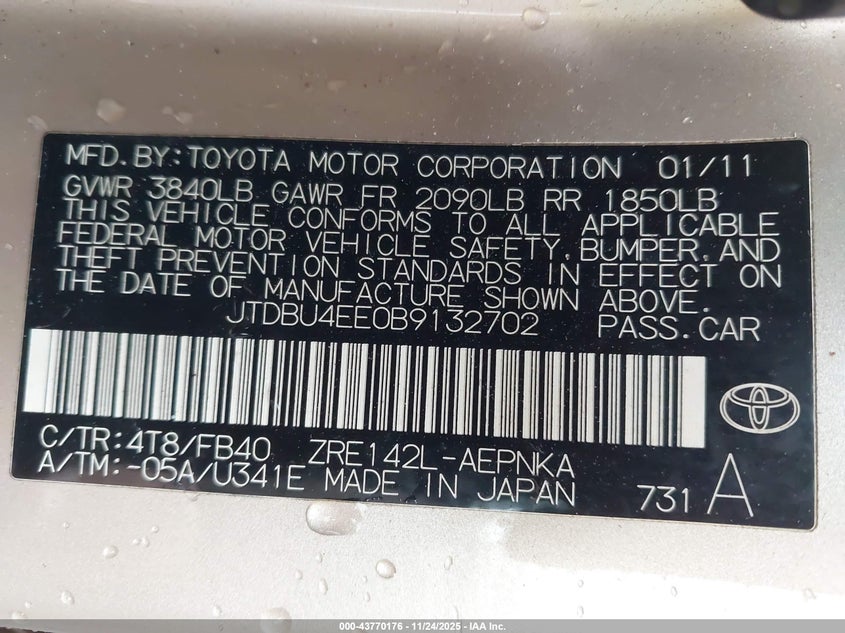 MFD.BY:TOYOTA MOTOR CORPORATION 01/11
GVWR 3840LB GAWR FR 2090LB RR 1850LB
THIS VEHICLE CONFORMS TO ALL APPLICABLE
FEDERAL MOTOR VEHICLE SAFETY,BUMPER,AND
THEFT PREVENTION STANDARDS IN EFFECT ON
THE DATE OF MANUFACTURE SHOWN ABOVE.
JTDBU4EE0B9132702 PASS.CAR
C/TR:4T8/FB40 ZRE142L-AEPNKA
A/TM:-05A/U341E MADE IN JAPAN 731 A
000-43770176 - 11/24/2025 - IAA Inc.